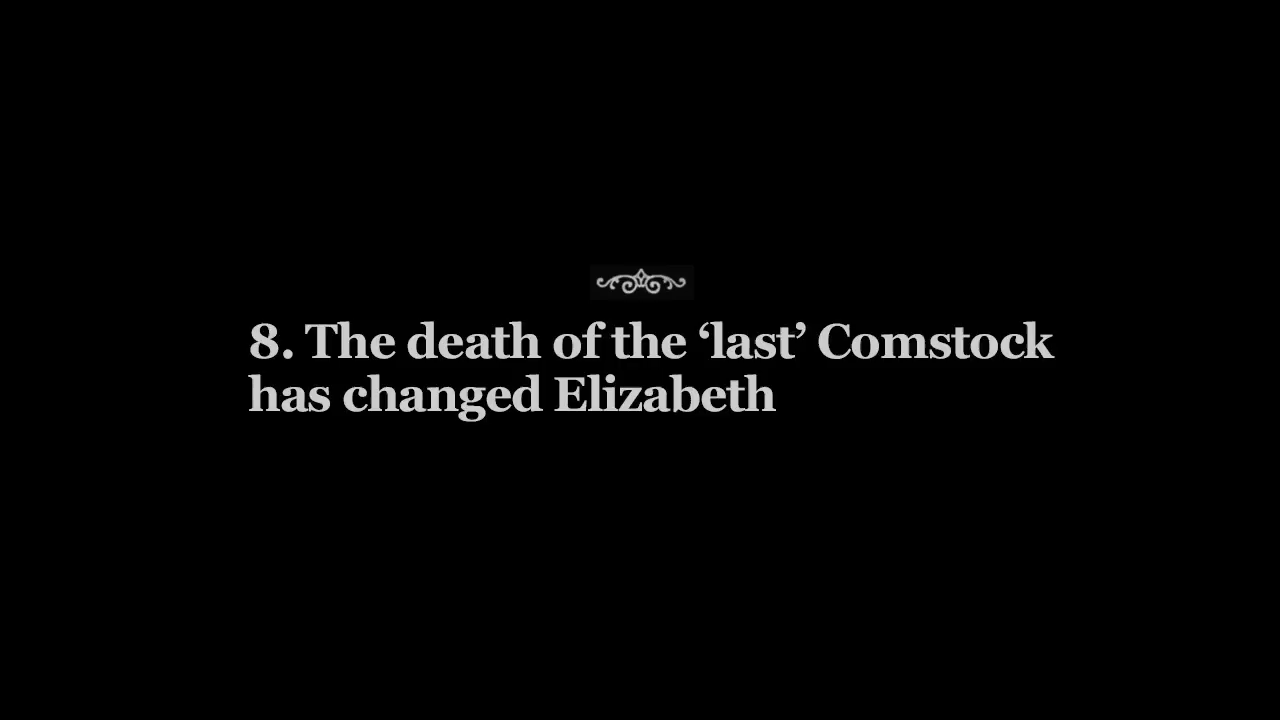 8. The death of the ‘last’ Comstock
has changed Elizabeth